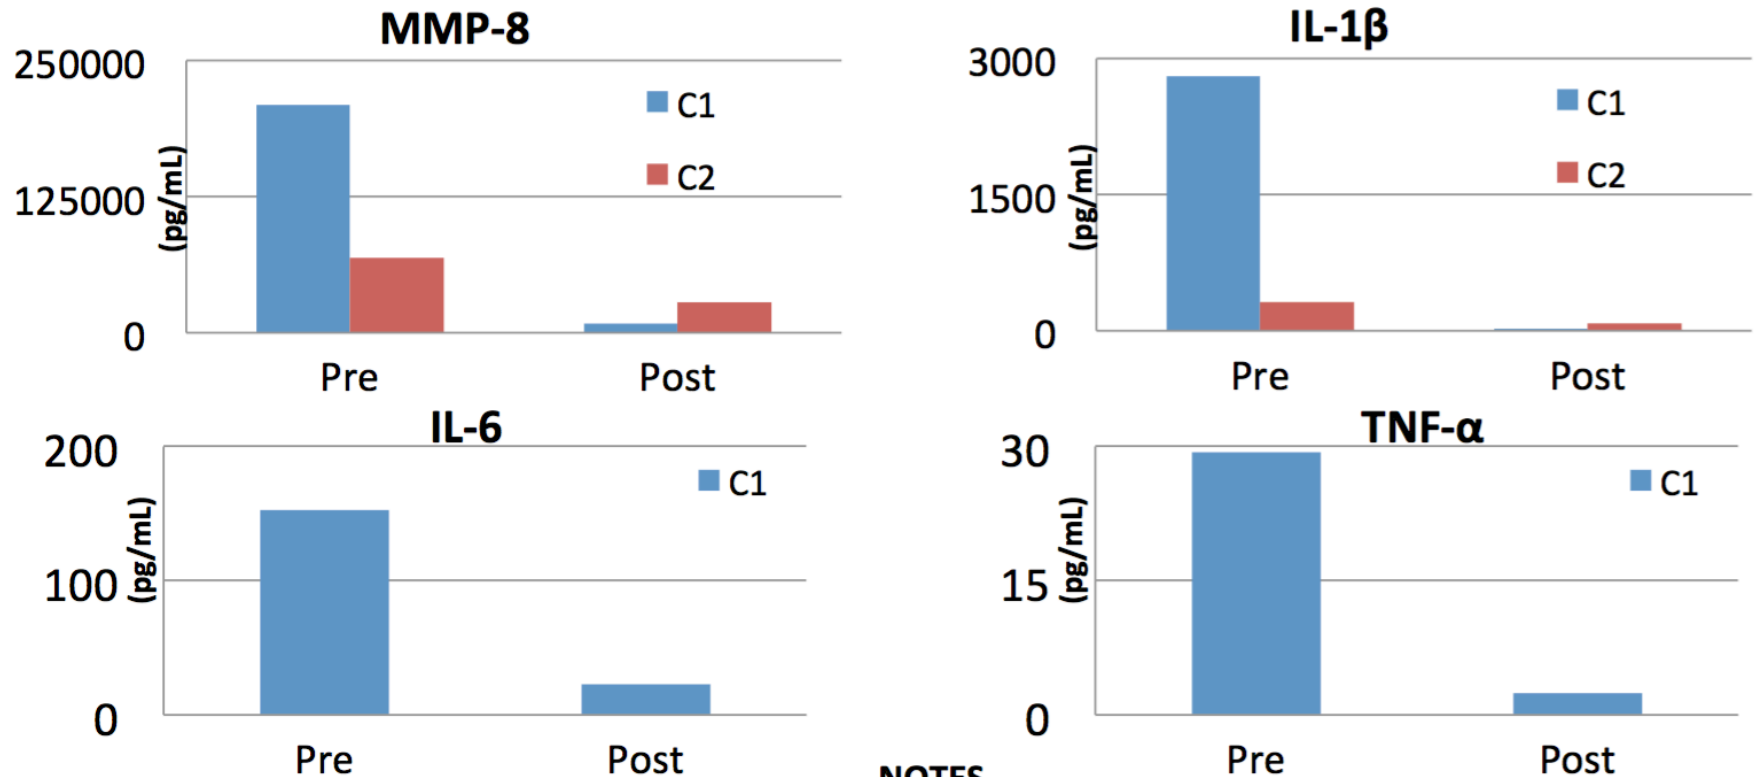 MMP-8
250000
125000
0
(pg/mL)
C1
C2
Pre Post
IL-1β
3000
1500
0
(pg/mL)
C1
C2
Pre Post
IL-6
200
100
0
(pg/mL)
C1
Pre Post
TNF-α
30
15
0
(pg/mL)
C1
Pre Post
NOTES